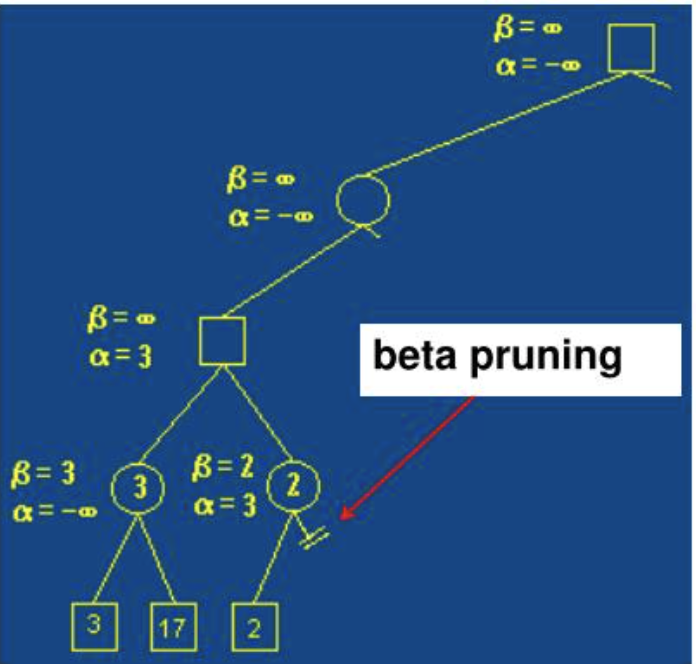 β = ∞
α = -∞
β = ∞
α = -∞
β = ∞
α = 3
beta pruning
β = 3
α = -∞
3
β = 2
α = 3
2
3
17
2